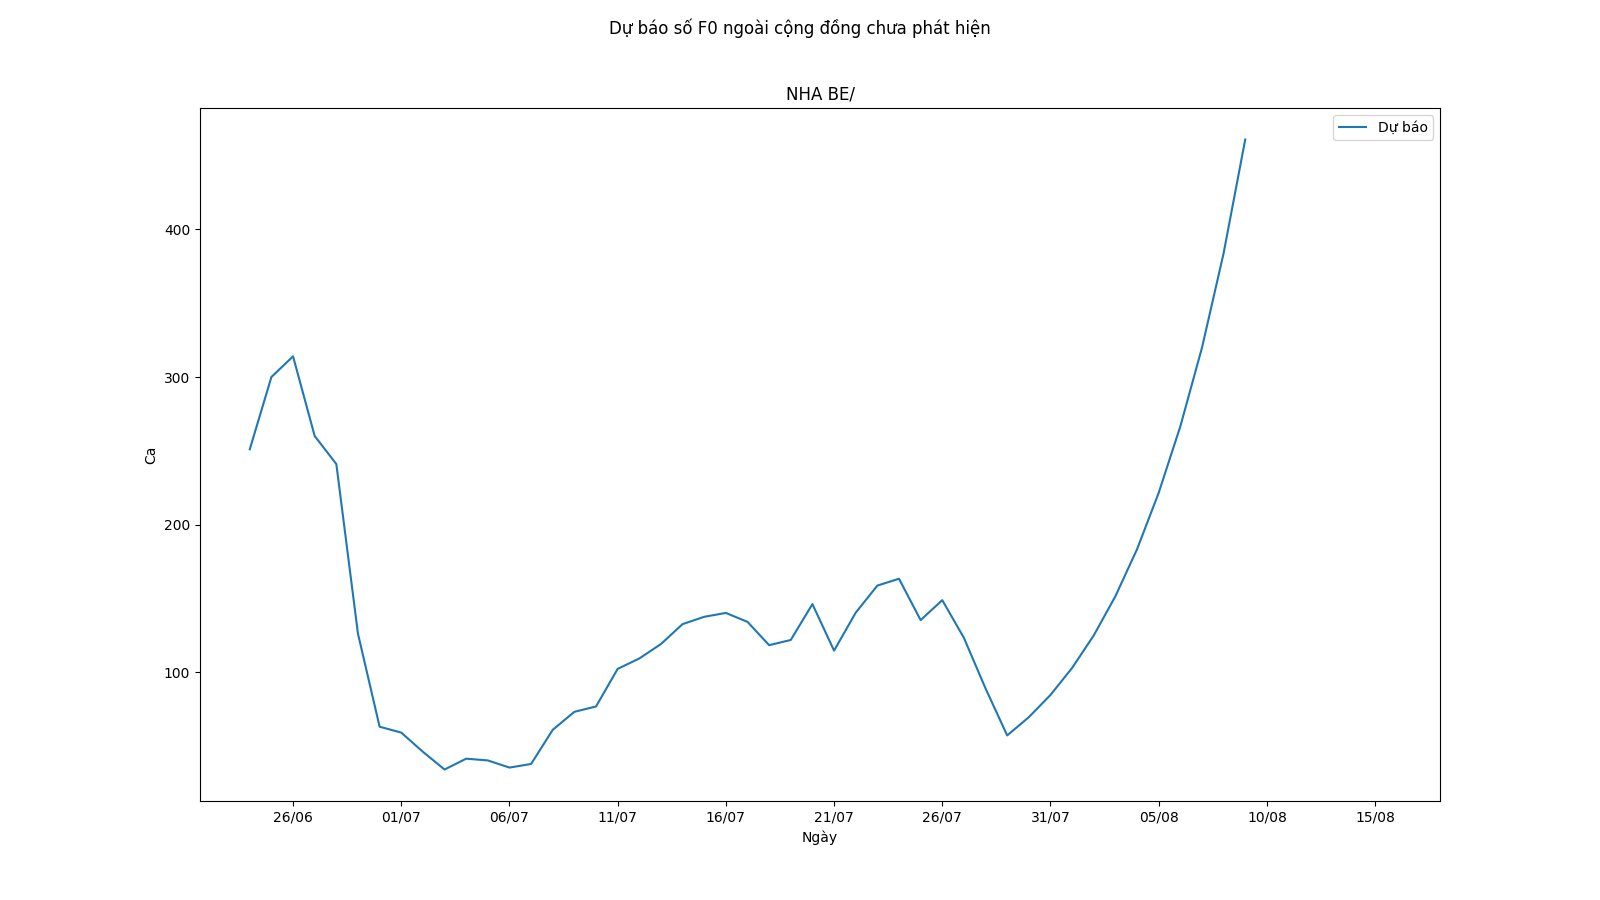 Dự báo số F0 ngoài cộng đồng chưa phát hiện
NHA BE/
Dự báo
400
300
200
100
Ca
26/06 01/07 06/07 11/07 16/07 21/07 26/07 31/07 05/08 10/08 15/08
Ngày